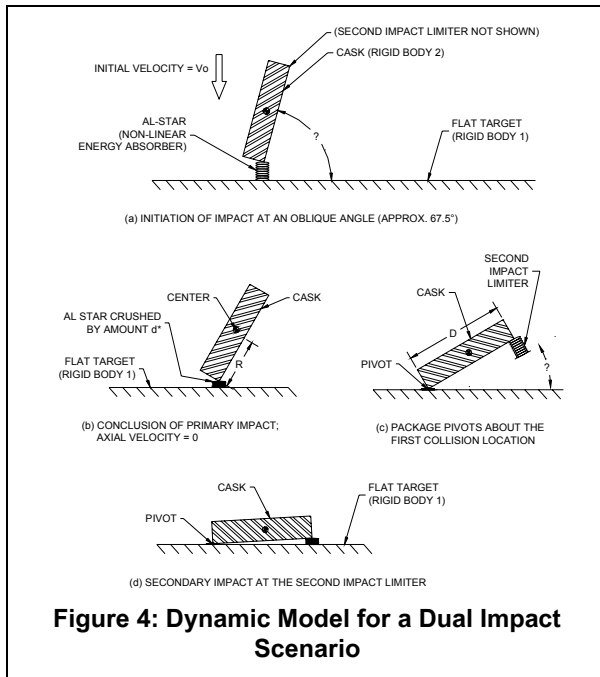 (SECOND IMPACT LIMITER NOT SHOWN)
CASK (RIGID BODY 2)
INITIAL VELOCITY = Vo
AL-STAR
(NON-LINEAR
ENERGY ABSORBER)
?
FLAT TARGET
(RIGID BODY 1)
(a) INITIATION OF IMPACT AT AN OBLIQUE ANGLE (APPROX. 67.5°)
CENTER
CASK
AL STAR CRUSHED
BY AMOUNT d*
FLAT TARGET
(RIGID BODY 1)
R
(b) CONCLUSION OF PRIMARY IMPACT;
AXIAL VELOCITY = 0
SECOND
IMPACT
LIMITER
CASK
D
PIVOT
?
(c) PACKAGE PIVOTS ABOUT THE
FIRST COLLISION LOCATION
CASK
FLAT TARGET
(RIGID BODY 1)
PIVOT
(d) SECONDARY IMPACT AT THE SECOND IMPACT LIMITER
Figure 4: Dynamic Model for a Dual Impact
Scenario